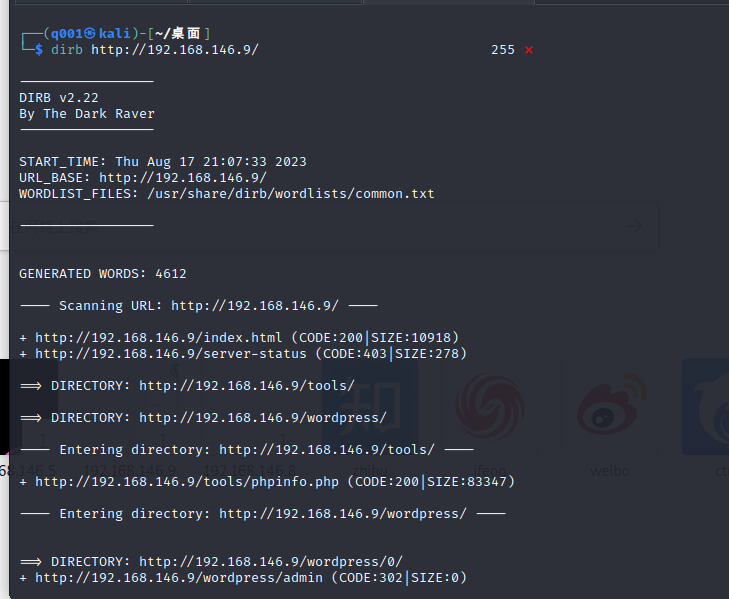 ┌──(q001㉿kali)-[~/桌面]
└─$ dirb http://192.168.146.9/ 255 ⨯
-----------------
DIRB v2.22
By The Dark Raver
-----------------
START_TIME: Thu Aug 17 21:07:33 2023
URL_BASE: http://192.168.146.9/
WORDLIST_FILES: /usr/share/dirb/wordlists/common.txt
-----------------
GENERATED WORDS: 4612
---- Scanning URL: http://192.168.146.9/ ----
+ http://192.168.146.9/index.html (CODE:200|SIZE:10918)
+ http://192.168.146.9/server-status (CODE:403|SIZE:278)
==> DIRECTORY: http://192.168.146.9/tools/
==> DIRECTORY: http://192.168.146.9/wordpress/
---- Entering directory: http://192.168.146.9/tools/ ----
知
68.146.5 192.168.146.9 192.168.146.8 zhihu ifeng weibo ct
+ http://192.168.146.9/tools/phpinfo.php (CODE:200|SIZE:83347)
---- Entering directory: http://192.168.146.9/wordpress/ ----
==> DIRECTORY: http://192.168.146.9/wordpress/0/
+ http://192.168.146.9/wordpress/admin (CODE:302|SIZE:0)